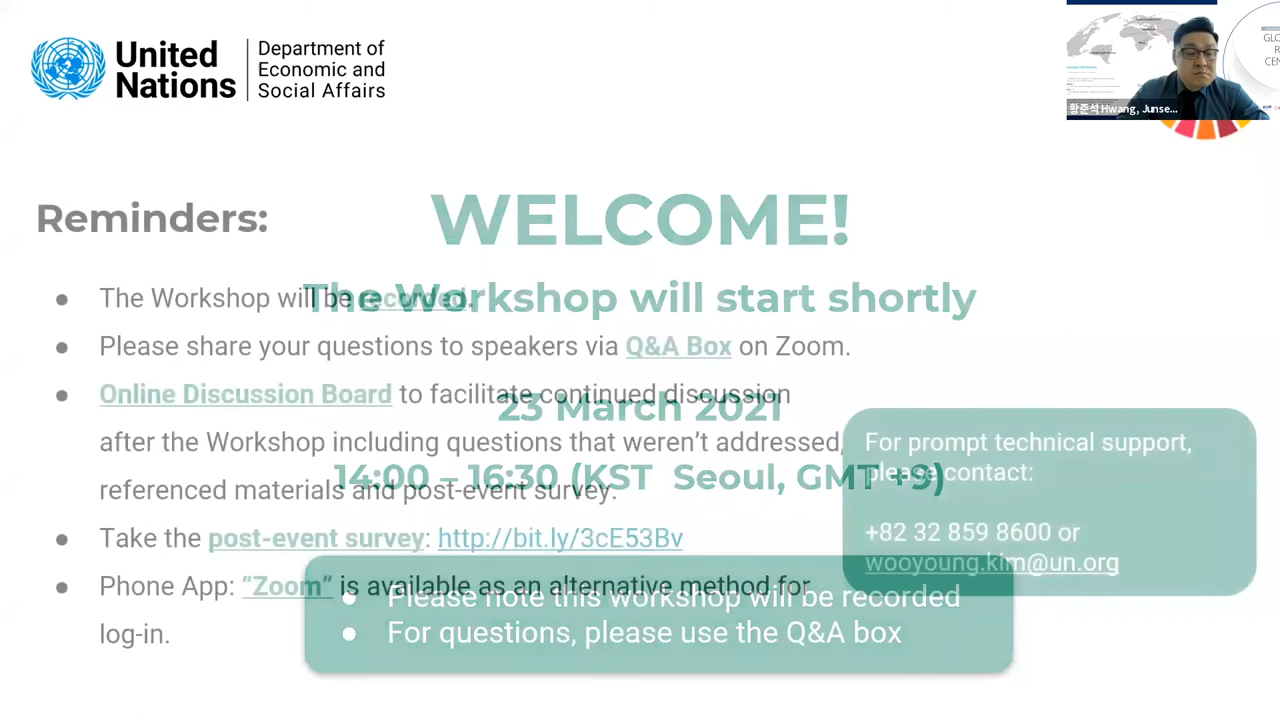 United
Nations
Department of
Economic and
Social Affairs
황준석 Hwang, Junse...
GLO
R
CEN
Reminders:
WELCOME!
The Workshop will start shortly
23 March 2021
14:00 – 16:30 (KST Seoul, GMT +9)
● Please note this workshop will be recorded
● For questions, please use the Q&A box
● The Workshop will be recorded.
● Please share your questions to speakers via Q&A Box on Zoom.
● Online Discussion Board to facilitate continued discussion
after the Workshop including questions that weren't addressed,
referenced materials and post-event survey.
● Take the post-event survey: http://bit.ly/3cE53Bv
● Phone App: “Zoom” is available as an alternative method for
log-in.
For prompt technical support,
please contact:
+82 32 859 8600 or
wooyoung.kim@un.org